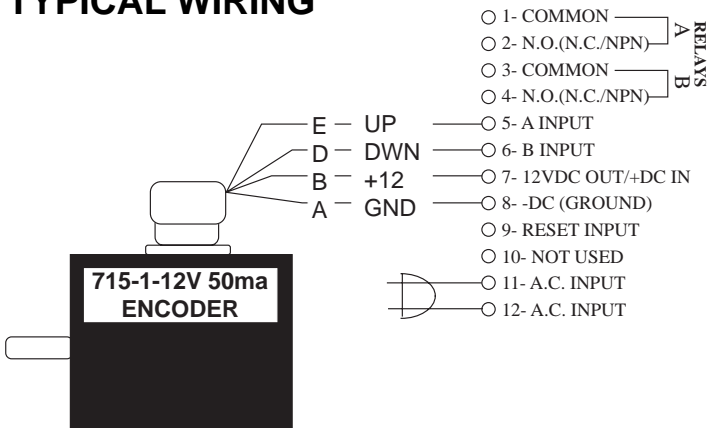 TYPICAL WIRING
1- COMMON
2- N.O.(N.C./NPN)
A
3- COMMON
4- N.O.(N.C./NPN)
B
RELAYS
E – UP 5- A INPUT
D – DWN 6- B INPUT
B – +12 7- 12VDC OUT/+DC IN
A – GND 8- -DC (GROUND)
9- RESET INPUT
10- NOT USED
11- A.C. INPUT
12- A.C. INPUT
715-1-12V 50ma
ENCODER